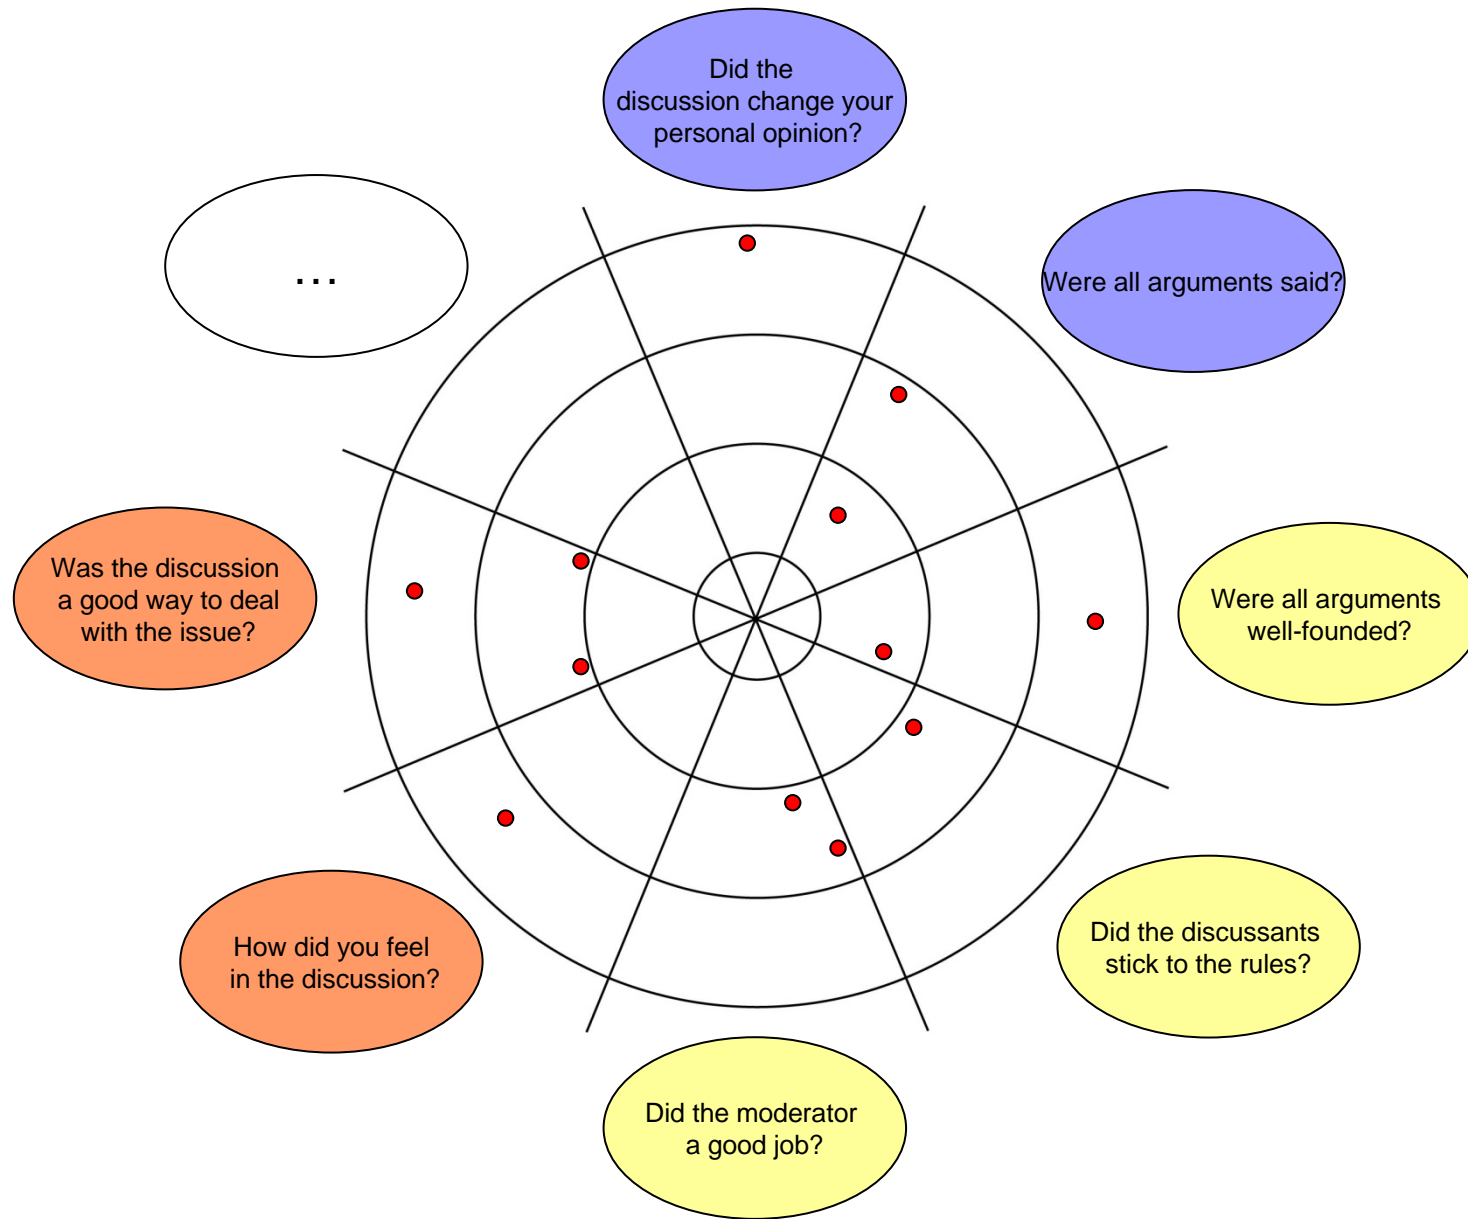 Did the
discussion change your
personal opinion?
Were all arguments said?
Were all arguments
well-founded?
Did the discussants
stick to the rules?
Did the moderator
a good job?
How did you feel
in the discussion?
Was the discussion
a good way to deal
with the issue?
...